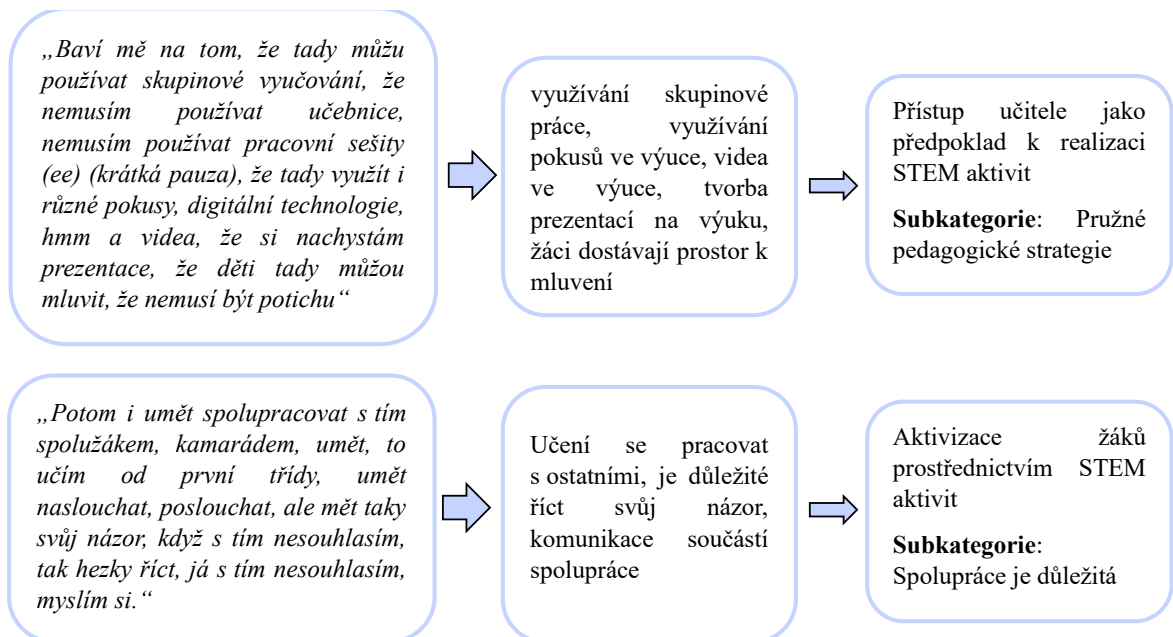 „Baví mě na tom, že tady můžu
používat skupinové vyučování, že
nemusím používat učebnice,
nemusím používat pracovní sešity
(ee) (krátká pauza), že tady využít i
různé pokusy, digitální technologie,
hmm a videa, že si nachystám
prezentace, že děti tady můžou
mluvit, že nemusí být potichu“
využívání skupinové
práce, využívání
pokusů ve výuce, videa
ve výuce, tvorba
prezentací na výuku,
žáci dostávají prostor k
mluvení
Přístup učitele jako
předpoklad k realizaci
STEM aktivit
Subkategorie: Pružné
pedagogické strategie
„Potom i umět spolupracovat s tím
spolužákem, kamarádem, umět, to
učím od první třídy, umět
naslouchat, poslouchat, ale mět taky
svůj názor, když s tím nesouhlasím,
tak hezky říct, já s tím nesouhlasím,
myslím si.“
Učení se pracovat
s ostatními, je důležité
říct svůj názor,
komunikace součástí
spolupráce
Aktivizace žáků
prostřednictvím STEM
aktivit
Subkategorie:
Spolupráce je důležitá